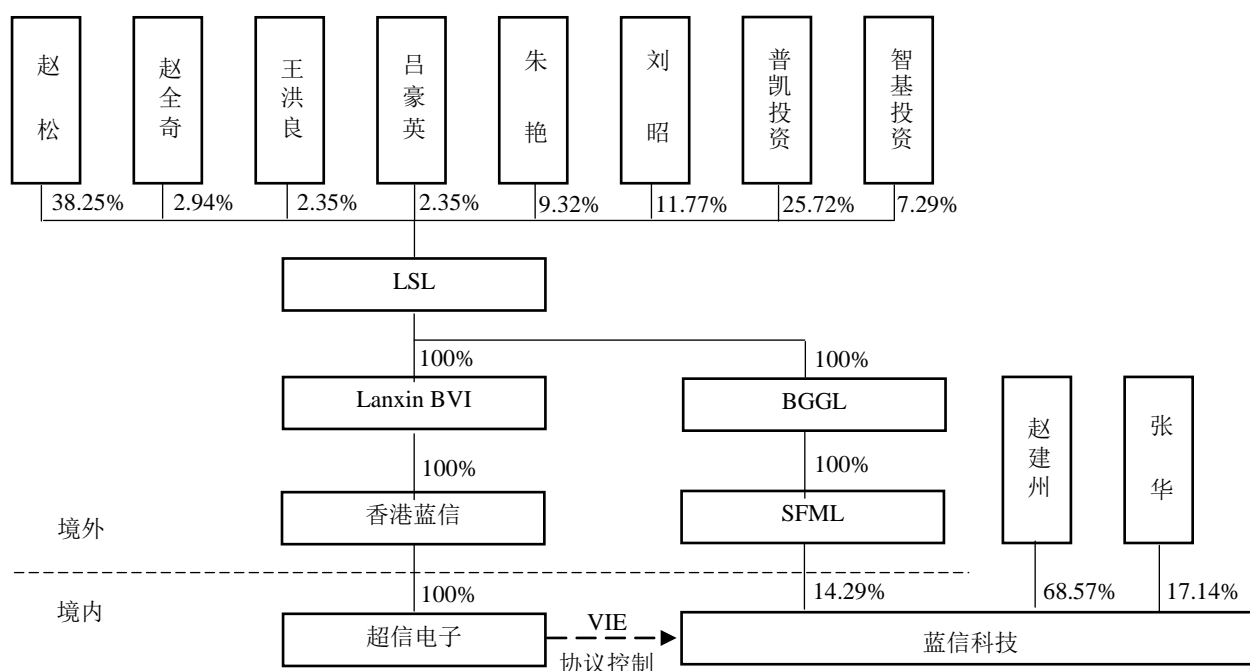 赵松
赵全奇
王洪良
吕豪英
朱艳
刘昭
普凯投资
智基投资
38.25%
2.94%
2.35%
2.35%
9.32%
11.77%
25.72%
7.29%
LSL
100%
100%
Lanxin BVI
BGGL
赵建州
张华
100%
100%
香港蓝信
SFML
境外
境内
100%
14.29%
68.57%
17.14%
超信电子
VIE
协议控制
蓝信科技